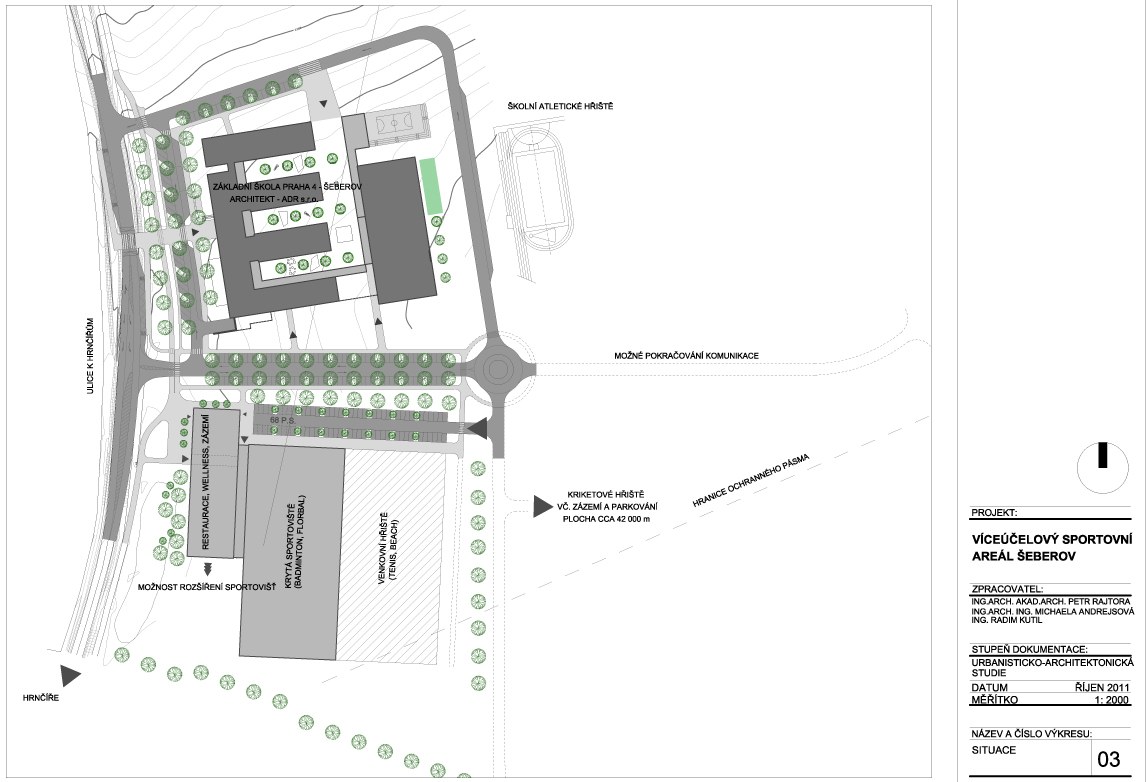 ŠKOLNÍ ATLETICKÉ HŘIŠTĚ
ZÁKLADNÍ ŠKOLA PRAHA 4 - ŠEBEROV
ARCHITEKT - ADR s.r.o.
ULICE K HRNČÍŘŮM
MOŽNÉ POKRAČOVÁNÍ KOMUNIKACE
68 P.S.
RESTAURACE, WELLNESS, ZÁZEMÍ
KRYTÁ SPORTOVIŠTĚ
(BADMINTON, FLORBAL)
VENKOVNÍ HŘIŠTĚ
(TENIS, BEACH)
HRANICE OCHRANNÉHO PÁSMA
KRIKETOVÉ HŘIŠTĚ
VČ. ZÁZEMÍ A PARKOVÁNÍ
PLOCHA CCA 42 000 m
MOŽNOST ROZŠÍŘENÍ SPORTOVIŠŤ
HRNČÍŘE
PROJEKT:
VÍCEÚČELOVÝ SPORTOVNÍ
AREÁL ŠEBEROV
ZPRACOVATEL:
ING.ARCH. AKAD.ARCH. PETR RAJTORA
ING.ARCH. ING. MICHAELA ANDREJSOVÁ
ING. RADIM KUTIL
STUPEŇ DOKUMENTACE:
URBANISTICKO-ARCHITEKTONICKÁ
STUDIE
DATUM ŘÍJEN 2011
MĚŘÍTKO 1: 2000
NÁZEV A ČÍSLO VÝKRESU:
SITUACE 03